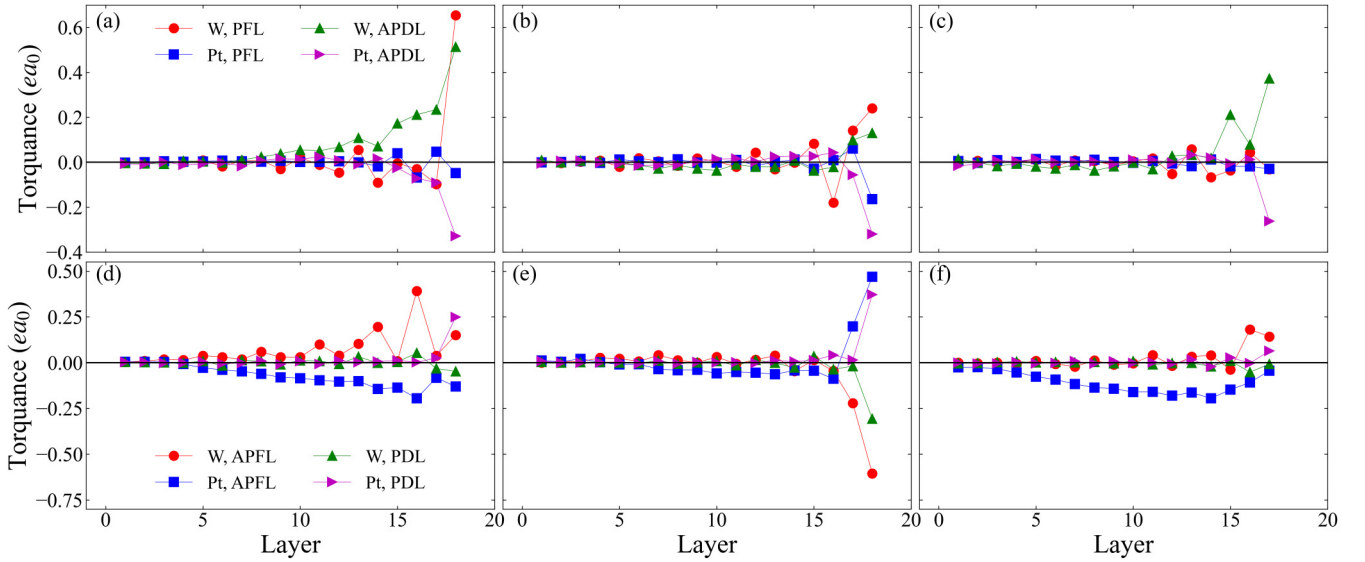 (a)
(b)
(c)
W, PFL
W, APDL
Pt, PFL
Pt, APDL
0.6
0.4
0.2
0.0
−0.2
−0.4
Torquance (ea0)
(d)
(e)
(f)
0.50
0.25
0.00
−0.25
−0.50
−0.75
Torquance (ea0)
W, APFL
W, PDL
Pt, APFL
Pt, PDL
0 5 10 15 20
0 5 10 15 20
0 5 10 15 20
Layer
Layer
Layer